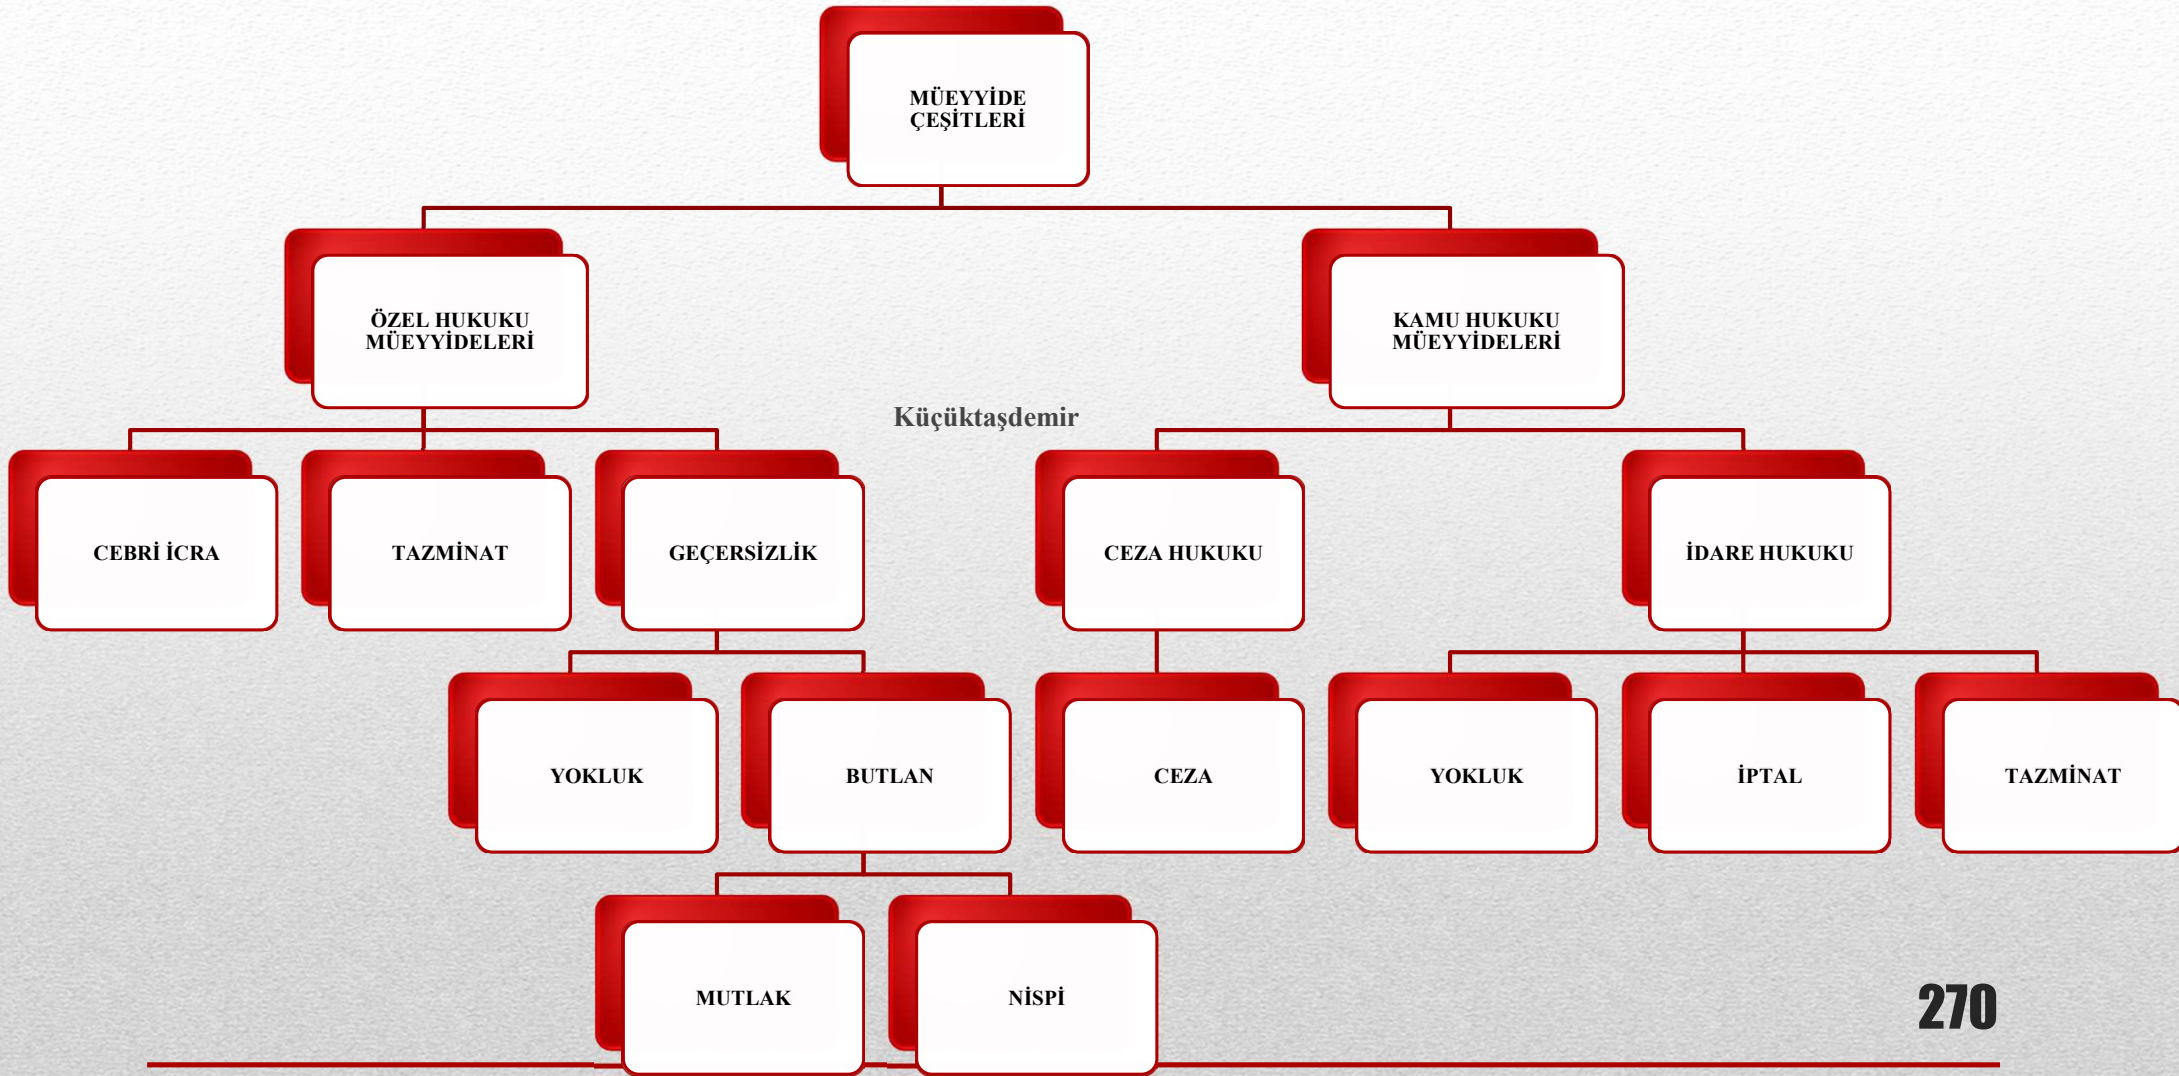 MÜEYYİDE
ÇEŞİTLERİ
ÖZEL HUKUKU
MÜEYYİDELERİ
KAMU HUKUKU
MÜEYYİDELERİ
Küçüktaşdemir
CEBRİ İCRA
TAZMİNAT
GEÇERSİZLİK
CEZA HUKUKU
İDARE HUKUKU
YOKLUK
BUTLAN
CEZA
YOKLUK
İPTAL
TAZMİNAT
MUTLAK
NİSPİ
270